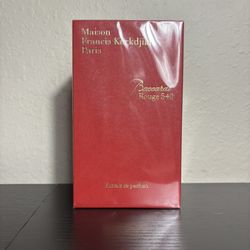 Maison
Francis Kurkdjian
Paris
Baccarat
Rouge 540
Extrait de parfum